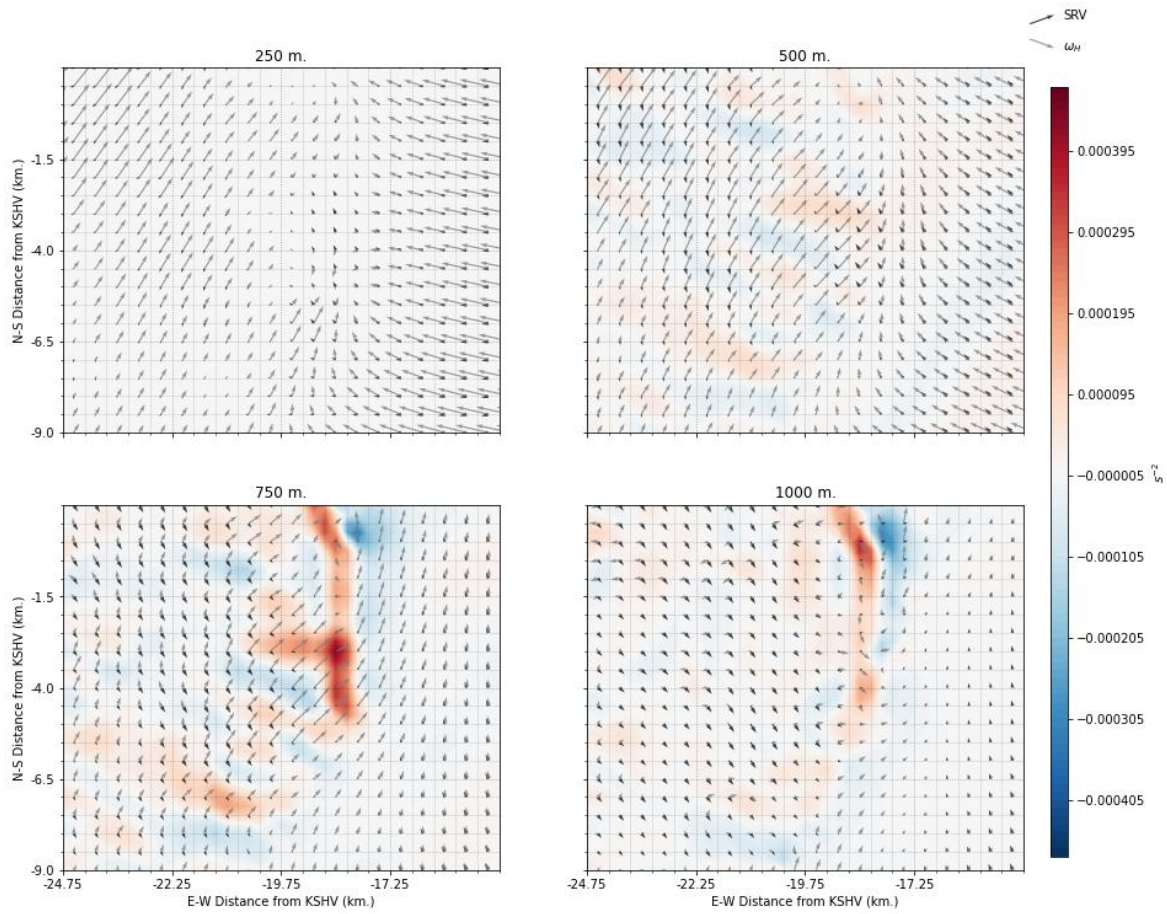 SRV
ωH
250 m.
500 m.
-1.5
-4.0
-6.5
-9.0
N-S Distance from KSHV (km.)
0.000395
0.000295
0.000195
0.000095
−0.000005
−0.000105
−0.000205
−0.000305
−0.000405
s⁻²
750 m.
1000 m.
-1.5
-4.0
-6.5
-9.0
N-S Distance from KSHV (km.)
-24.75 -22.25 -19.75 -17.25
-24.75 -22.25 -19.75 -17.25
E-W Distance from KSHV (km.)
E-W Distance from KSHV (km.)